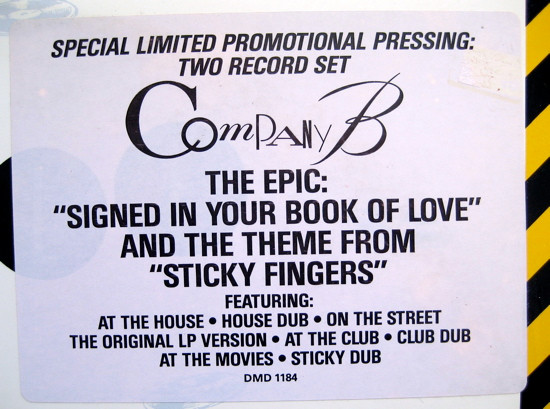 SPECIAL LIMITED PROMOTIONAL PRESSING:
TWO RECORD SET
COmPANy B
THE EPIC:
"SIGNED IN YOUR BOOK OF LOVE"
AND THE THEME FROM
"STICKY FINGERS"
FEATURING:
AT THE HOUSE • HOUSE DUB • ON THE STREET
THE ORIGINAL LP VERSION • AT THE CLUB • CLUB DUB
AT THE MOVIES • STICKY DUB
DMD 1184